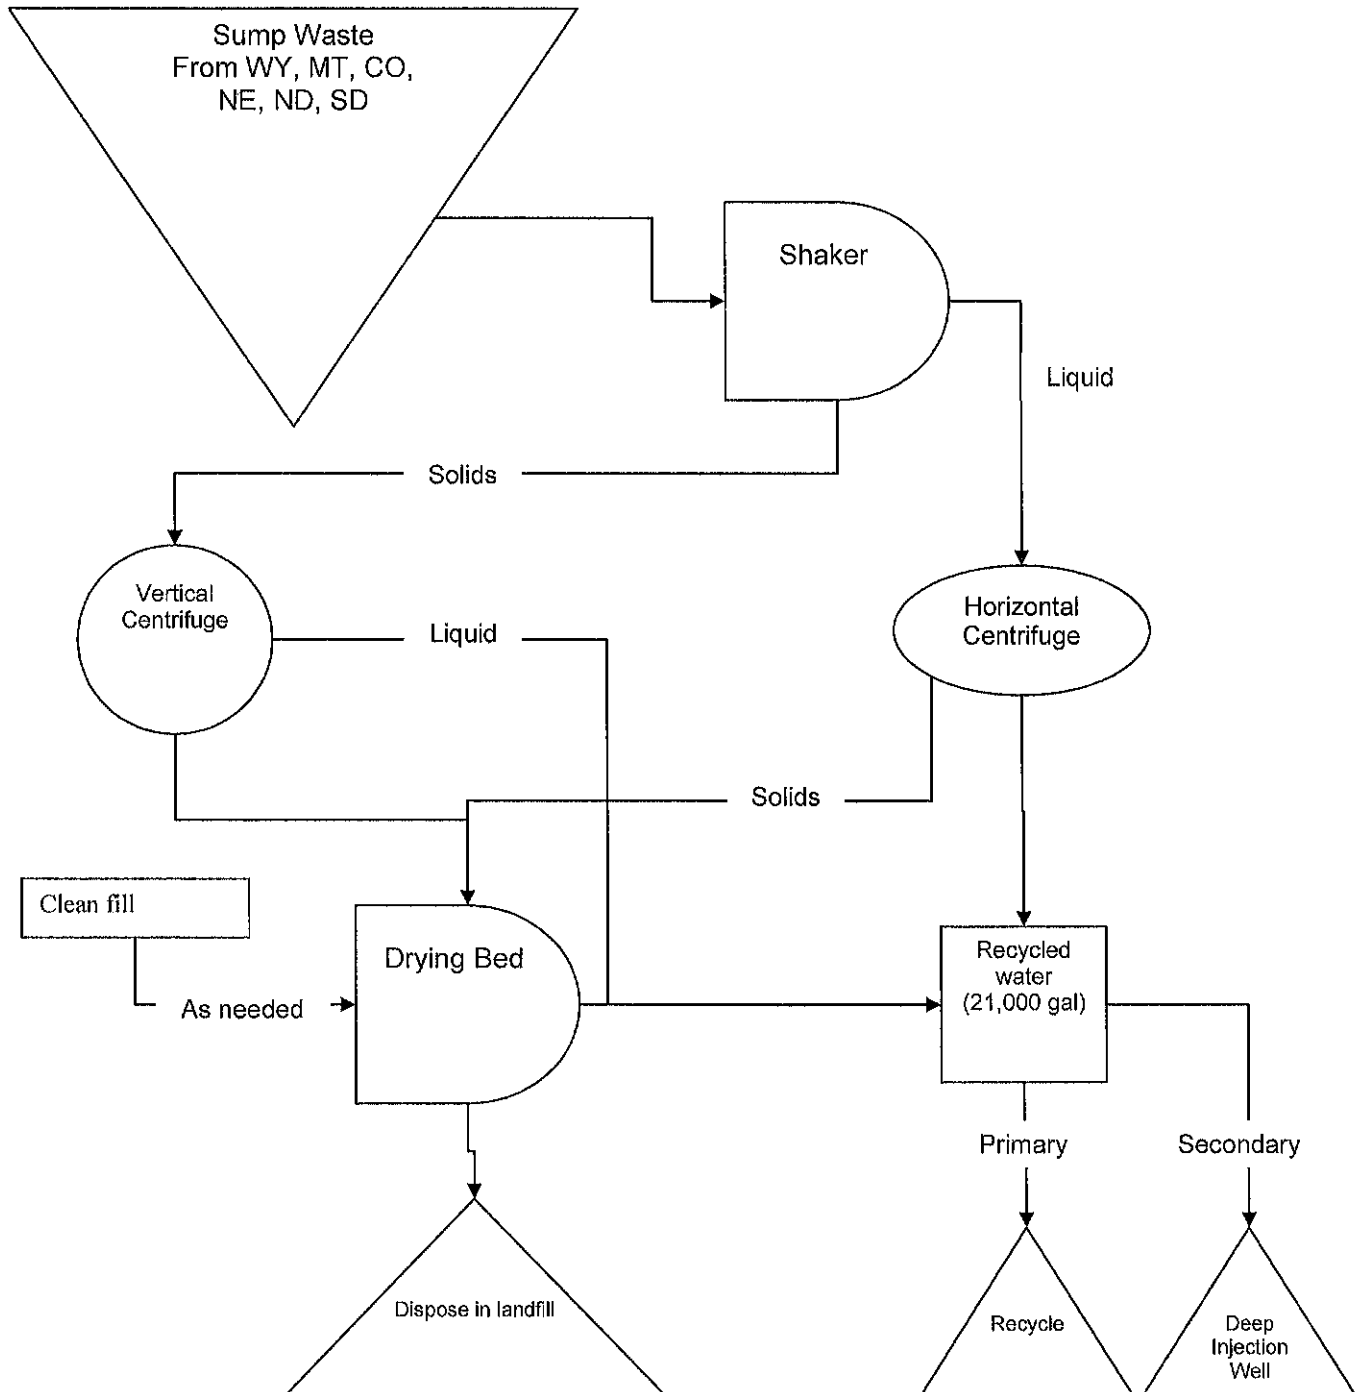 Sump Waste
From WY, MT, CO,
NE, ND, SD
Shaker
Liquid
Solids
Vertical
Centrifuge
Liquid
Horizontal
Centrifuge
Solids
Clean fill
As needed
Drying Bed
Recycled
water
(21,000 gal)
Primary
Secondary
Dispose in landfill
Recycle
Deep
Injection
Well